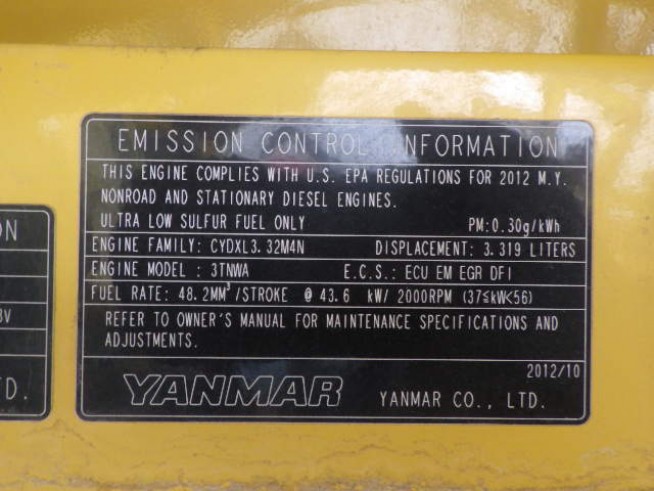 EMISSION CONTROL INFORMATION
THIS ENGINE COMPLIES WITH U.S. EPA REGULATIONS FOR 2012 M.Y.
NONROAD AND STATIONARY DIESEL ENGINES.
ULTRA LOW SULFUR FUEL ONLY PM:0.30g/kWh
ENGINE FAMILY: CYDXL3.32M4N DISPLACEMENT: 3.319 LITERS
ENGINE MODEL : 3TNWA E.C.S.: ECU EM EGR DFI
FUEL RATE: 48.2MM³/STROKE @ 43.6 kW/ 2000RPM (37≤kW<56)
REFER TO OWNER'S MANUAL FOR MAINTENANCE SPECIFICATIONS AND
ADJUSTMENTS.
2012/10
YANMAR YANMAR CO., LTD.
ON
3V
TD.